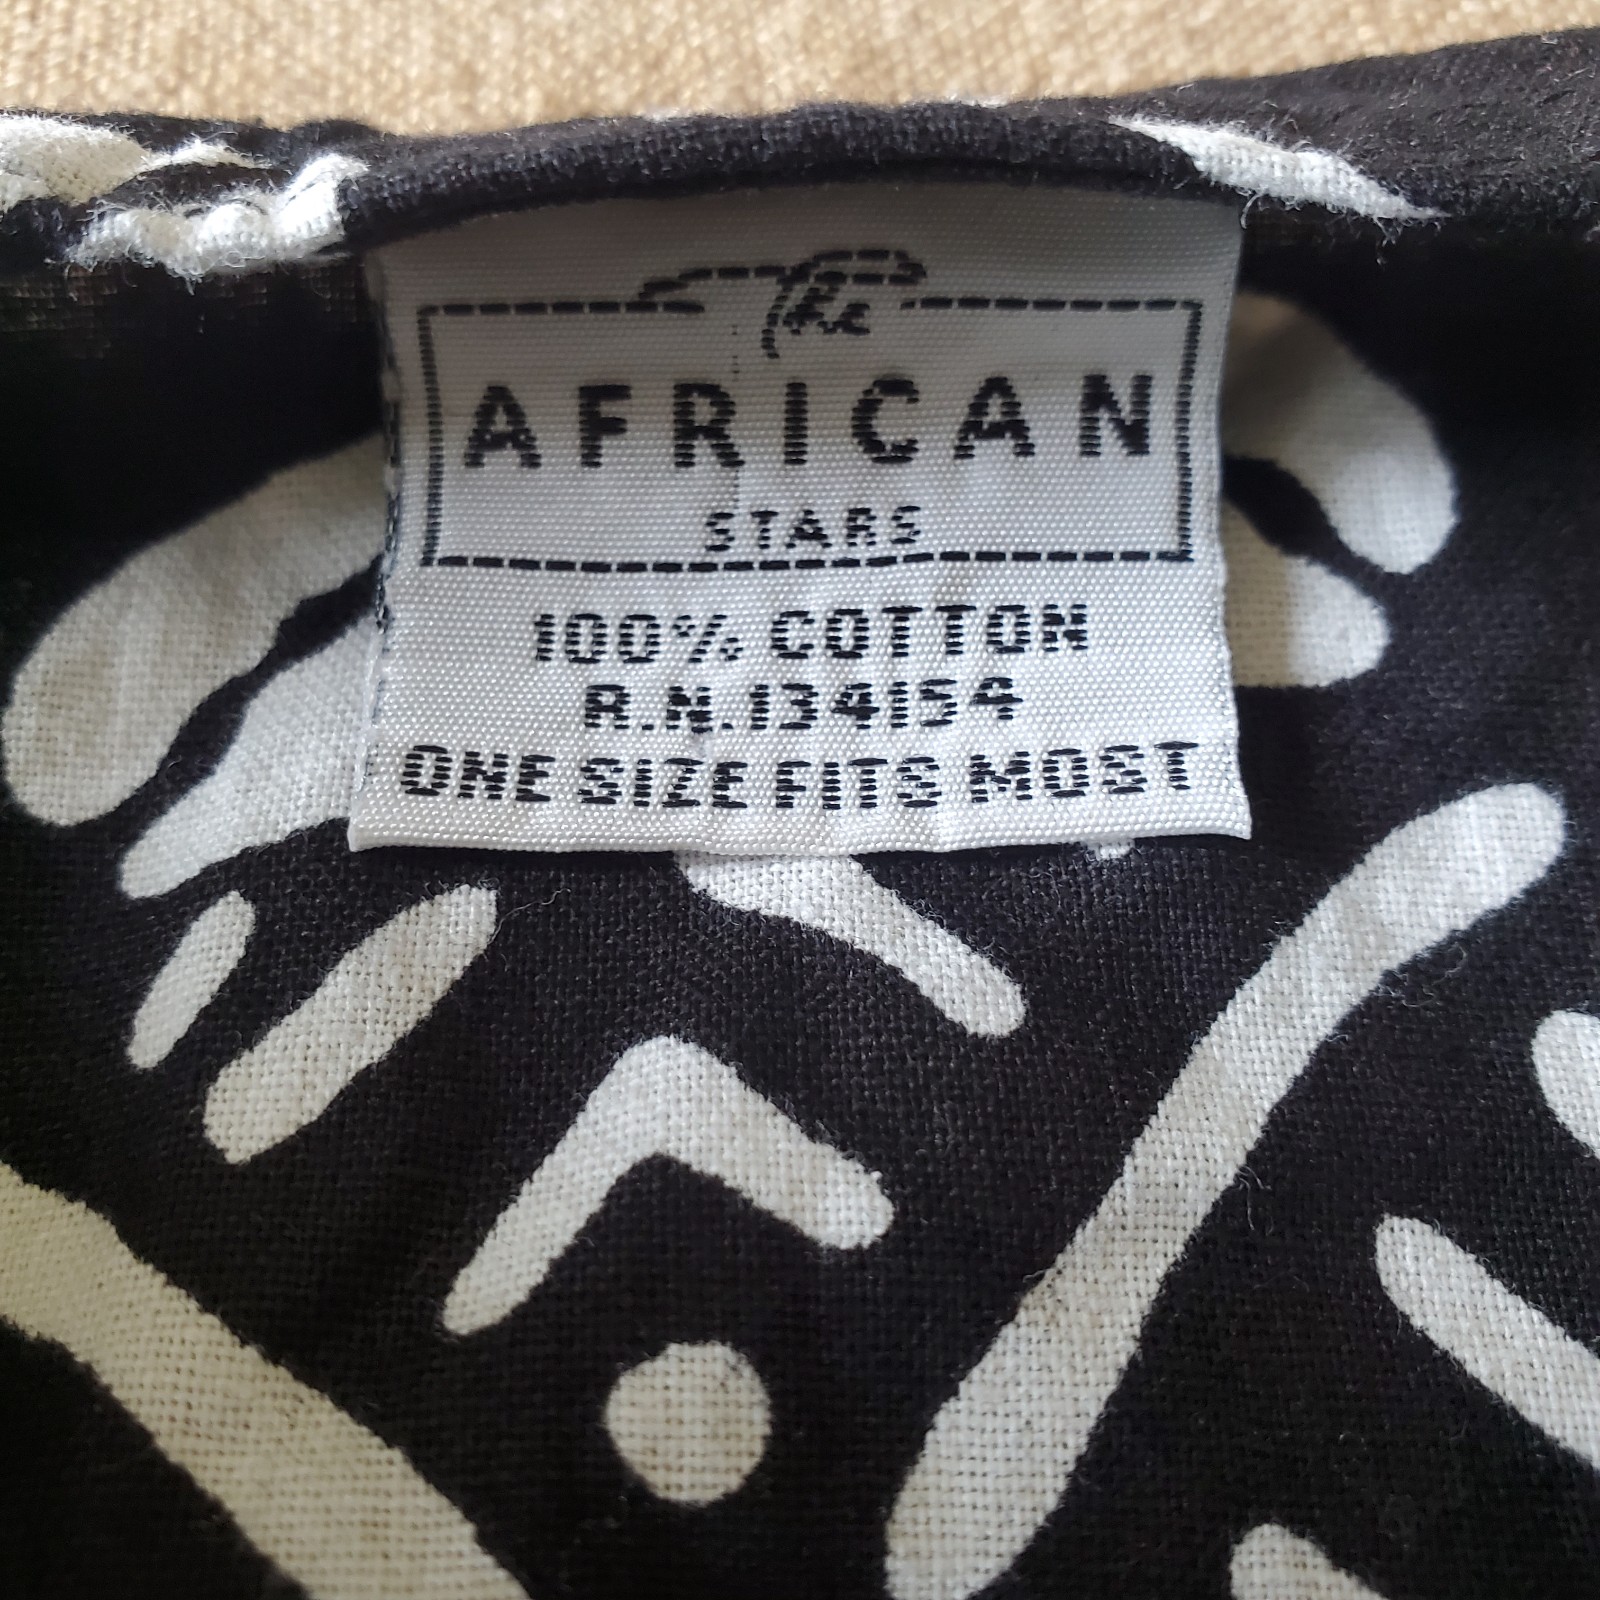 The
AFRICAN
STARS
100% COTTON
R.N.134154
ONE SIZE FITS MOST